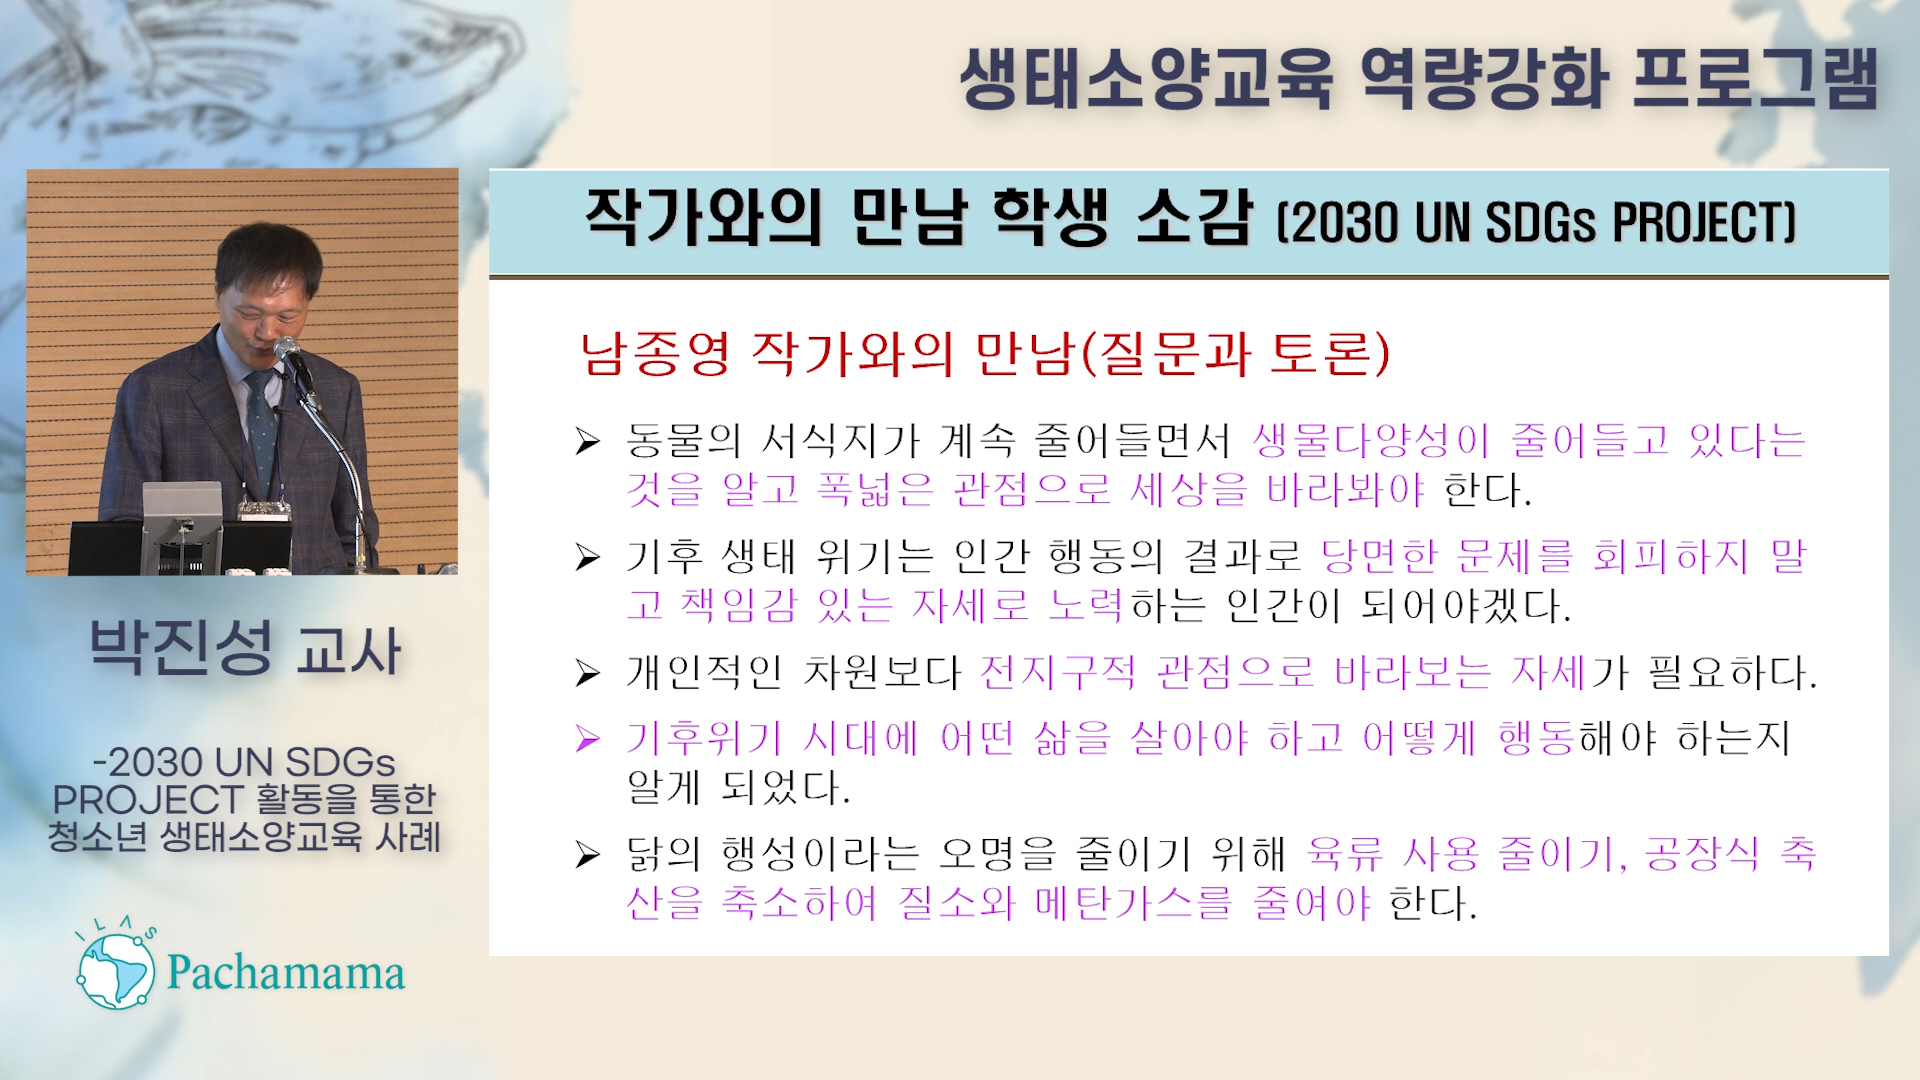 생태소양교육 역량강화 프로그램
작가와의 만남 학생 소감 (2030 UN SDGs PROJECT)
남종영 작가와의 만남(질문과 토론)
➢ 동물의 서식지가 계속 줄어들면서 생물다양성이 줄어들고 있다는
것을 알고 폭넓은 관점으로 세상을 바라봐야 한다.
➢ 기후 생태 위기는 인간 행동의 결과로 당면한 문제를 회피하지 말
고 책임감 있는 자세로 노력하는 인간이 되어야겠다.
➢ 개인적인 차원보다 전지구적 관점으로 바라보는 자세가 필요하다.
➢ 기후위기 시대에 어떤 삶을 살아야 하고 어떻게 행동해야 하는지
알게 되었다.
➢ 닭의 행성이라는 오명을 줄이기 위해 육류 사용 줄이기, 공장식 축
산을 축소하여 질소와 메탄가스를 줄여야 한다.
박진성 교사
-2030 UN SDGs
PROJECT 활동을 통한
청소년 생태소양교육 사례
ILAS
Pachamama